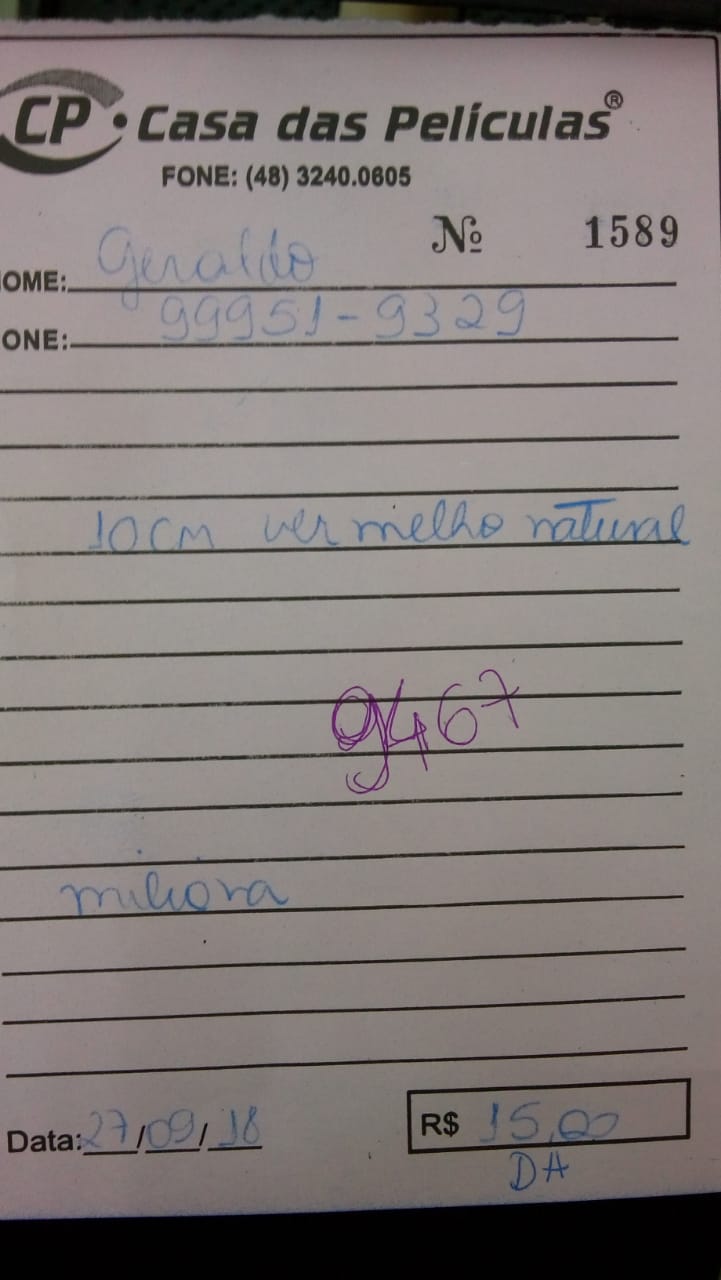 CP Casa das Películas®
FONE: (48) 3240.0605
Nº 1589
OME: Geraldo
ONE: 99951-9329
10cm vermelho natural
9467
Data: 27/09/18
R$ 15,00
DA